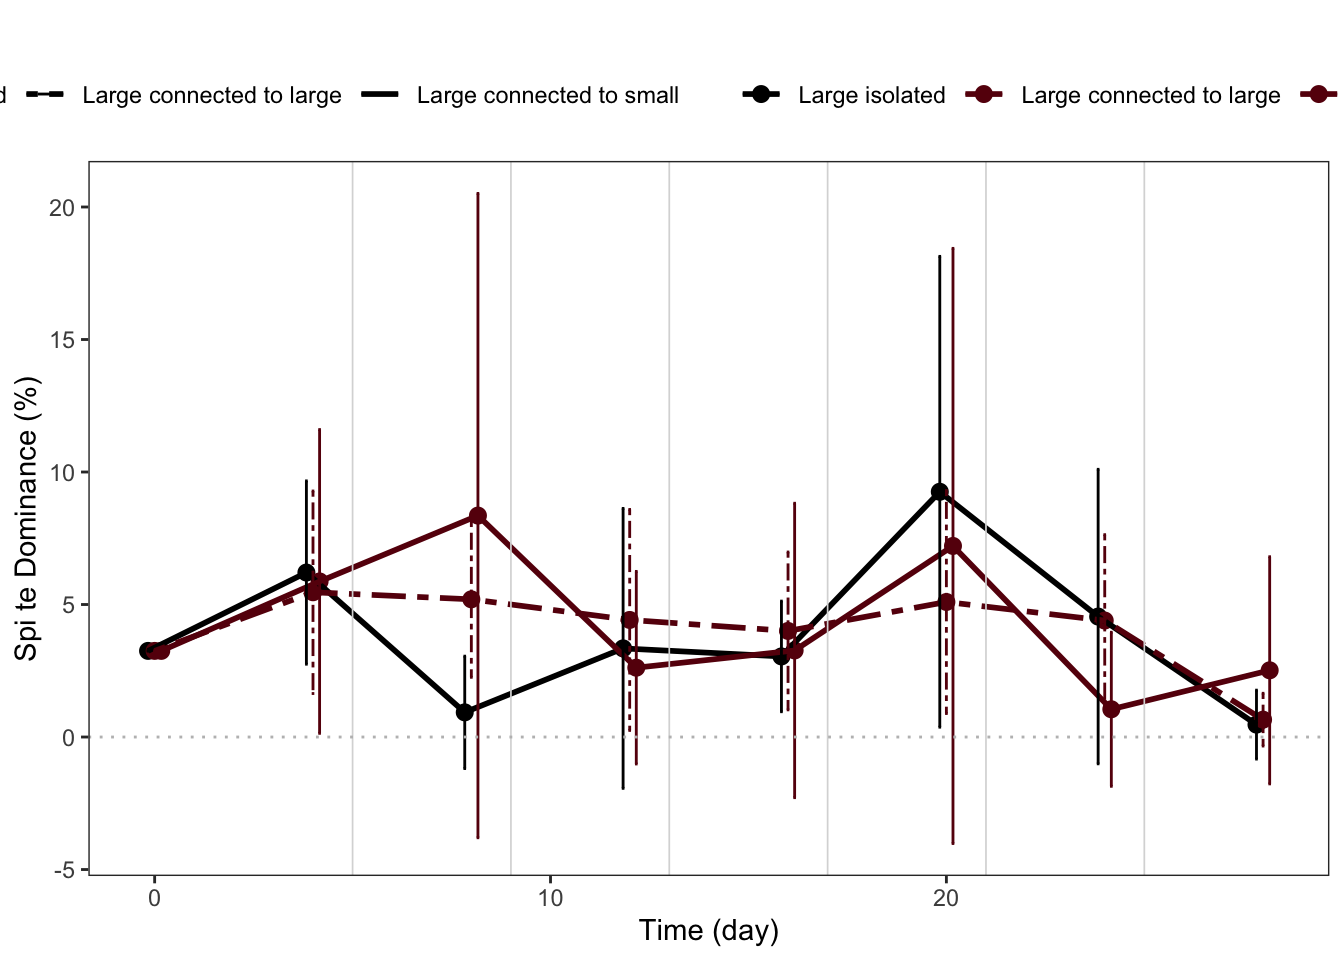 d Large connected to large Large connected to small Large isolated Large connected to large
20
15
10
5
0
-5
Spi te Dominance (%)
0 10 20
Time (day)